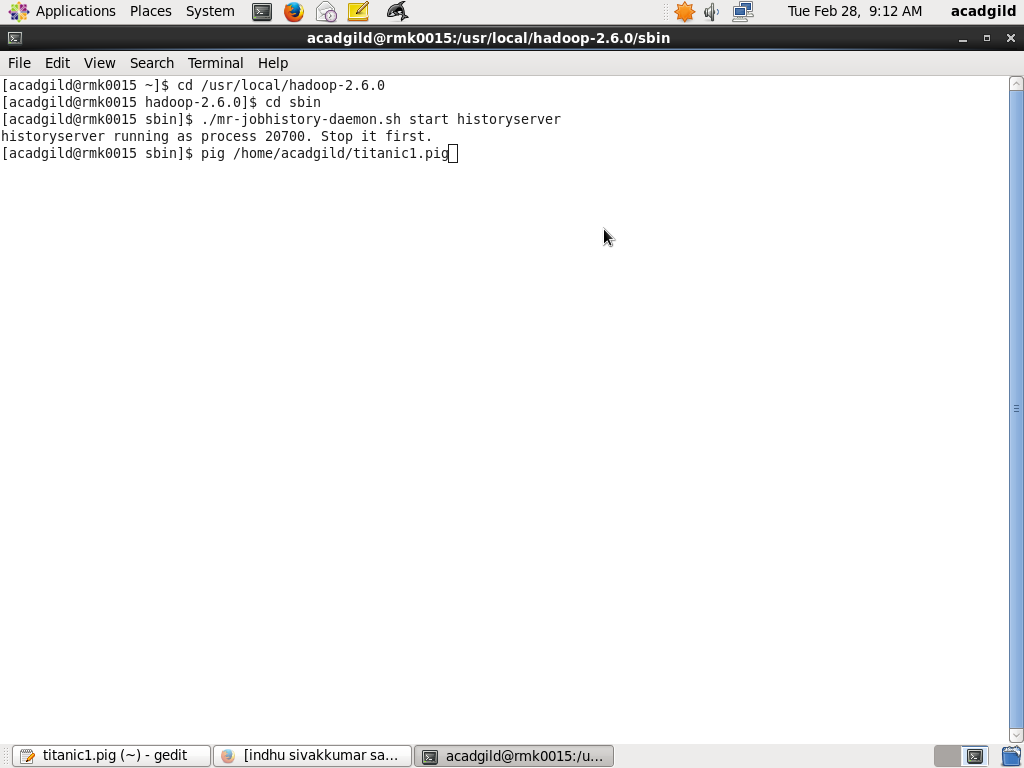 Applications Places System Tue Feb 28, 9:12 AM acadgild
acadgild@rmk0015:/usr/local/hadoop-2.6.0/sbin
File Edit View Search Terminal Help
[acadgild@rmk0015 ~]$ cd /usr/local/hadoop-2.6.0
[acadgild@rmk0015 hadoop-2.6.0]$ cd sbin
[acadgild@rmk0015 sbin]$ ./mr-jobhistory-daemon.sh start historyserver
historyserver running as process 20700. Stop it first.
[acadgild@rmk0015 sbin]$ pig /home/acadgild/titanic1.pig
titanic1.pig (~) - gedit [indhu sivakkumar sa... acadgild@rmk0015:/u...